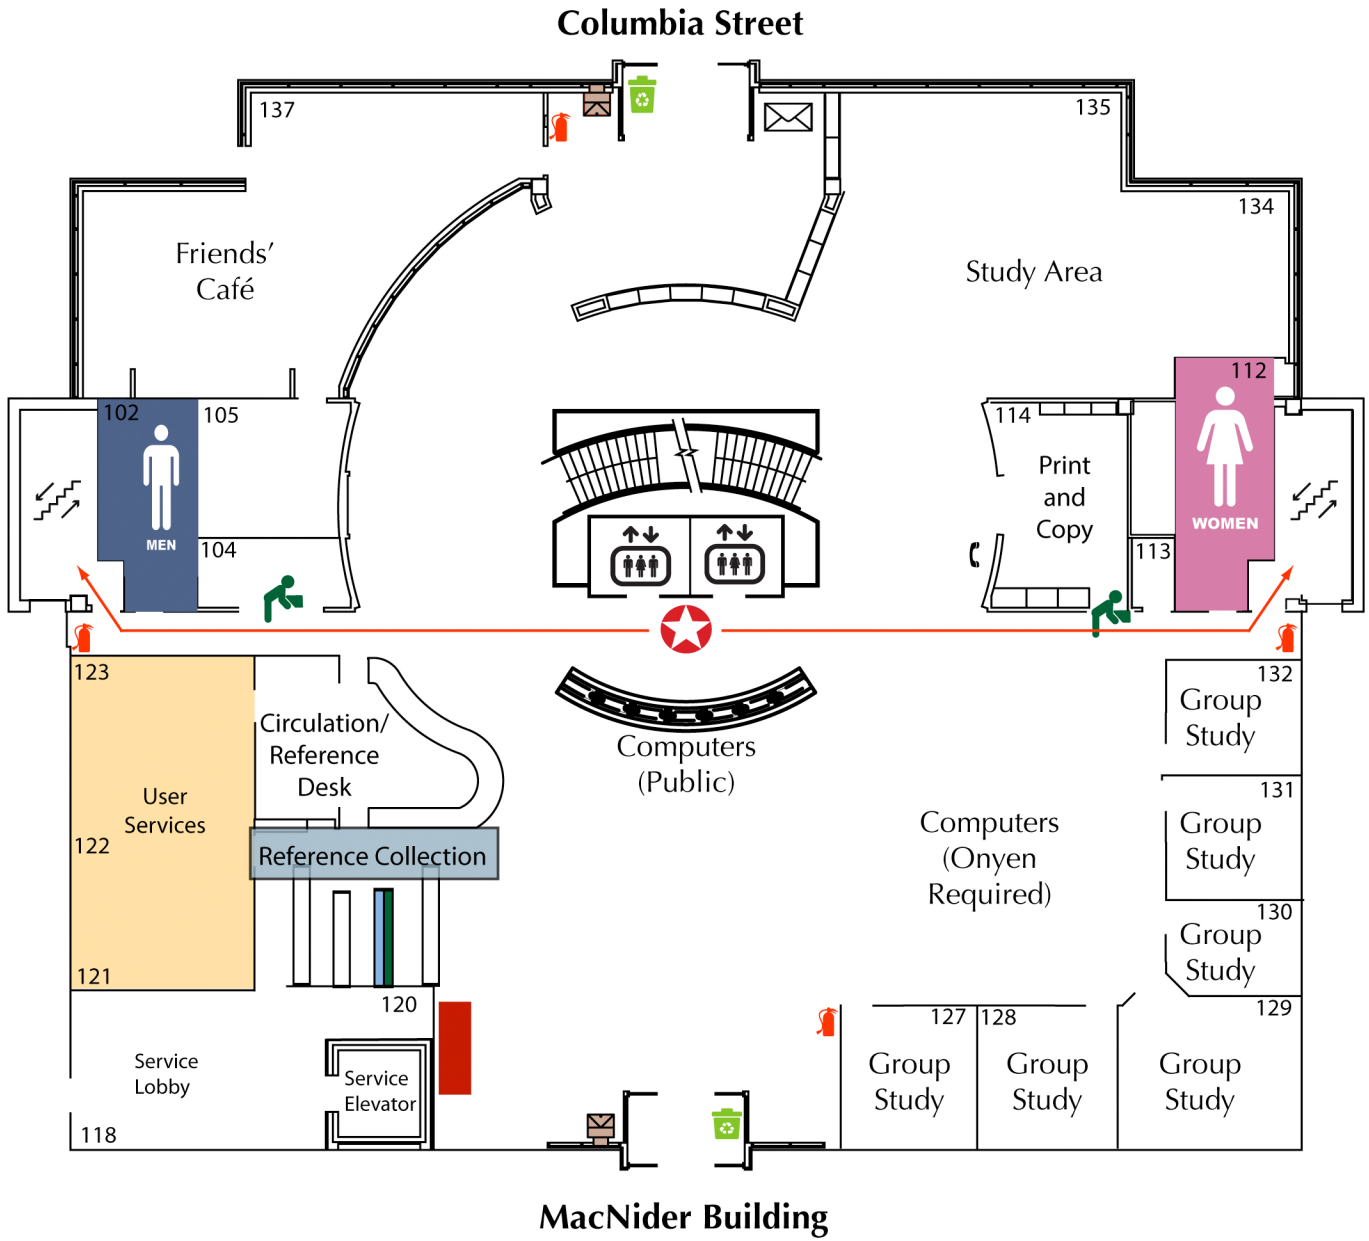 Columbia Street
137
135
134
Friends’
Café
Study Area
112
102
105
114
Print
and
Copy
WOMEN
MEN
104
113
123
132
Group
Study
Circulation/
Reference
Desk
Computers
(Public)
131
User
Services
122
Computers
(Onyen
Required)
Group
Study
Reference Collection
130
Group
Study
121
120
127
128
129
Service
Lobby
Service
Elevator
Group
Study
Group
Study
Group
Study
118
MacNider Building